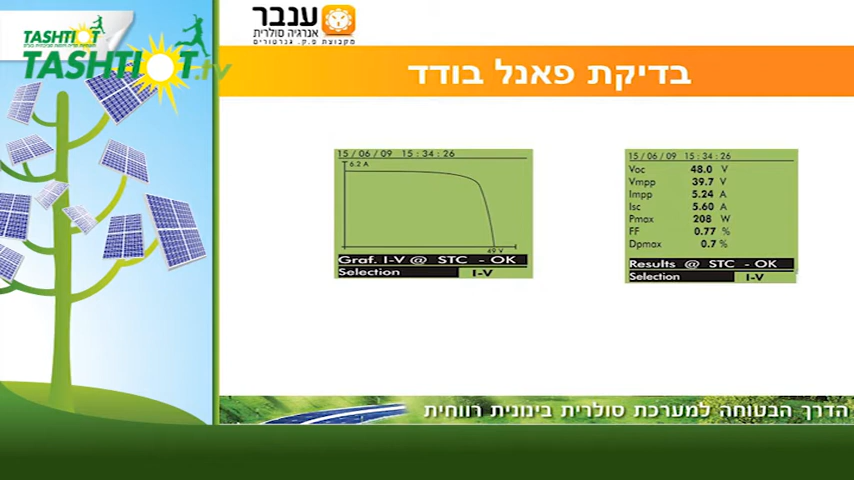 TASHTIOT
TASHTIOT.tv
ענבר
אנרגיה סולרית
מקבוצת פ.ק. גנרטורים
בדיקת פאנל בודד
15/06/09 15:34:26
6.2 A
49 V
Graf. I-V @ STC - OK
Selection I-V
15/06/09 15:34:26
Voc 48.0 V
Vmpp 39.7 V
Impp 5.24 A
Isc 5.60 A
Pmax 208 W
FF 0.77 %
Dpmax 0.7 %
Results @ STC - OK
Selection I-V
הדרך הבטוחה למערכת סולרית בינונית רווחית